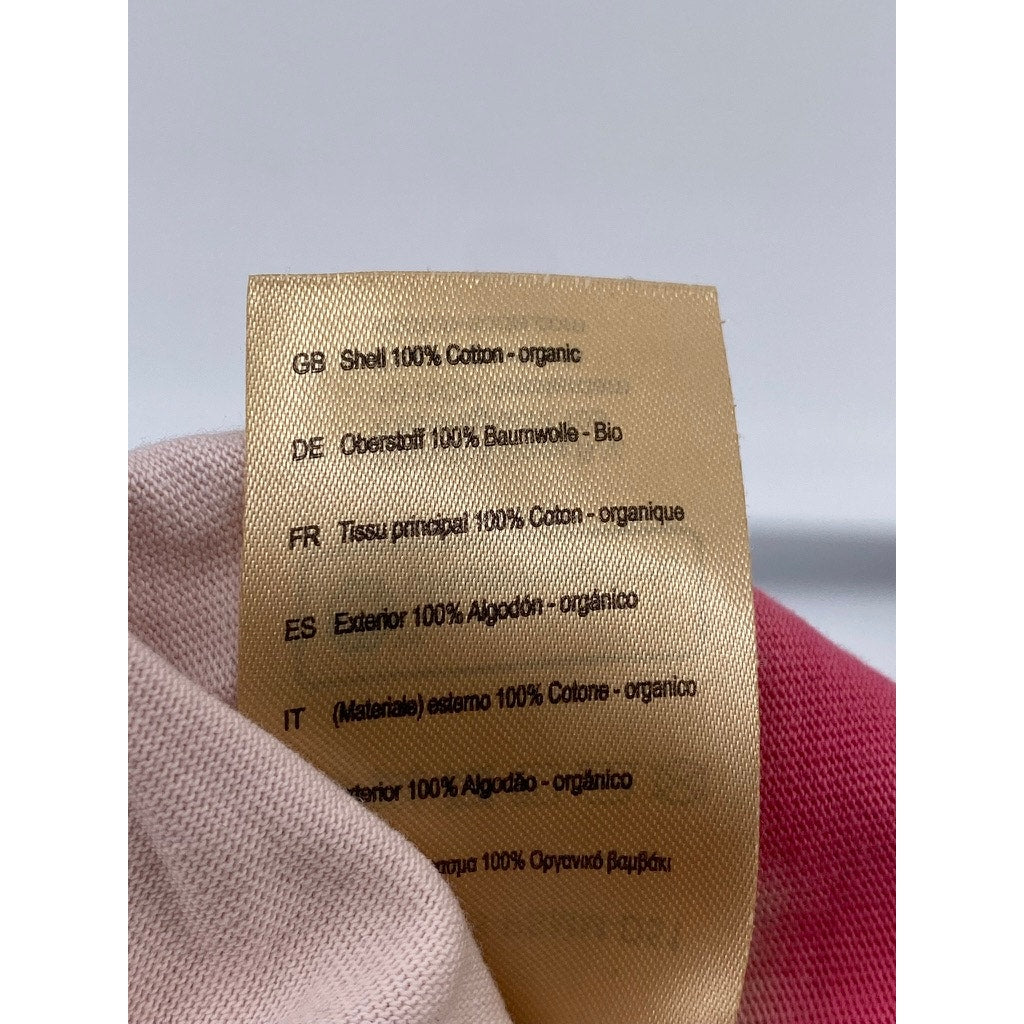 GB Shell 100% Cotton - organic
DE Oberstoff 100% Baumwolle - Bio
FR Tissu principal 100% Coton - organique
ES Exterior 100% Algodón - orgánico
IT (Materiale) esterno 100% Cotone - organico
100% Algodão - orgânico
100% Οργανικό βαμβάκι